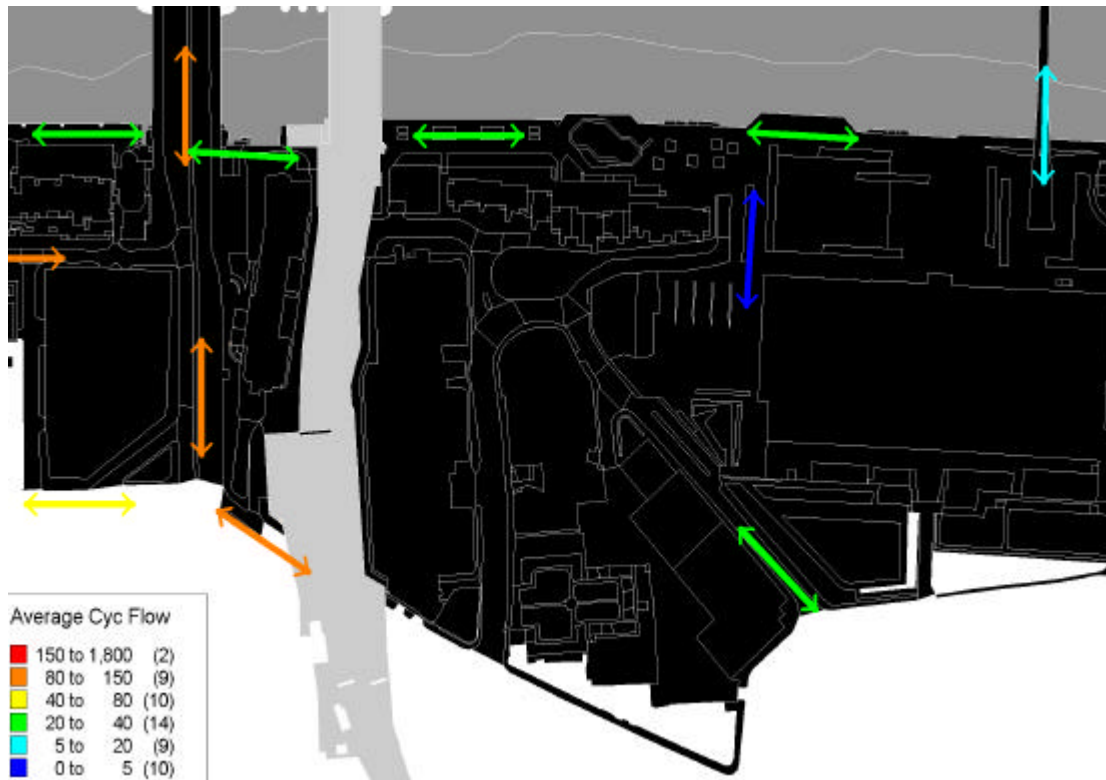 Average Cyc Flow
150 to 1,800 (2)
80 to 150 (9)
40 to 80 (10)
20 to 40 (14)
5 to 20 (9)
0 to 5 (10)